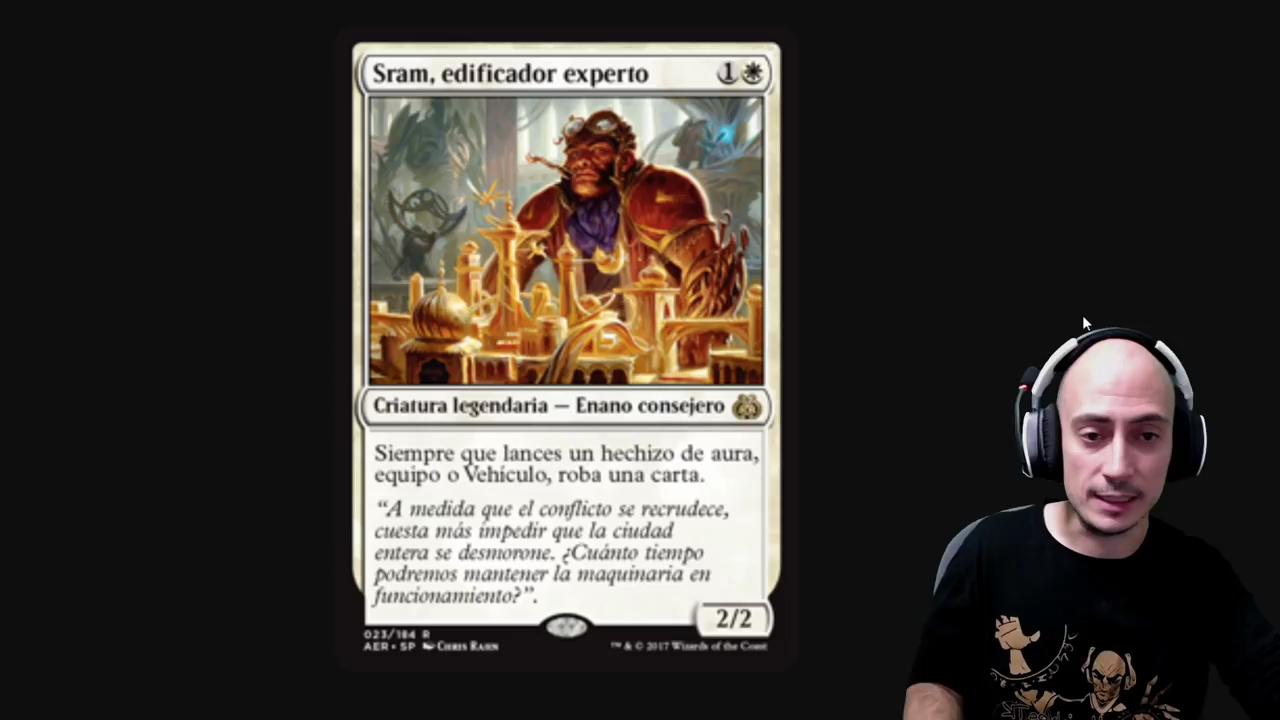 Sram, edificador experto 1
Criatura legendaria — Enano consejero
Siempre que lances un hechizo de aura,
equipo o Vehículo, roba una carta.
“A medida que el conflicto se recrudece,
cuesta más impedir que la ciudad
entera se desmorone. ¿Cuánto tiempo
podremos mantener la maquinaria en
funcionamiento?”.
2/2
023/184 R
AER • SP Chris Rahn
™ & © 2017 Wizards of the Coast